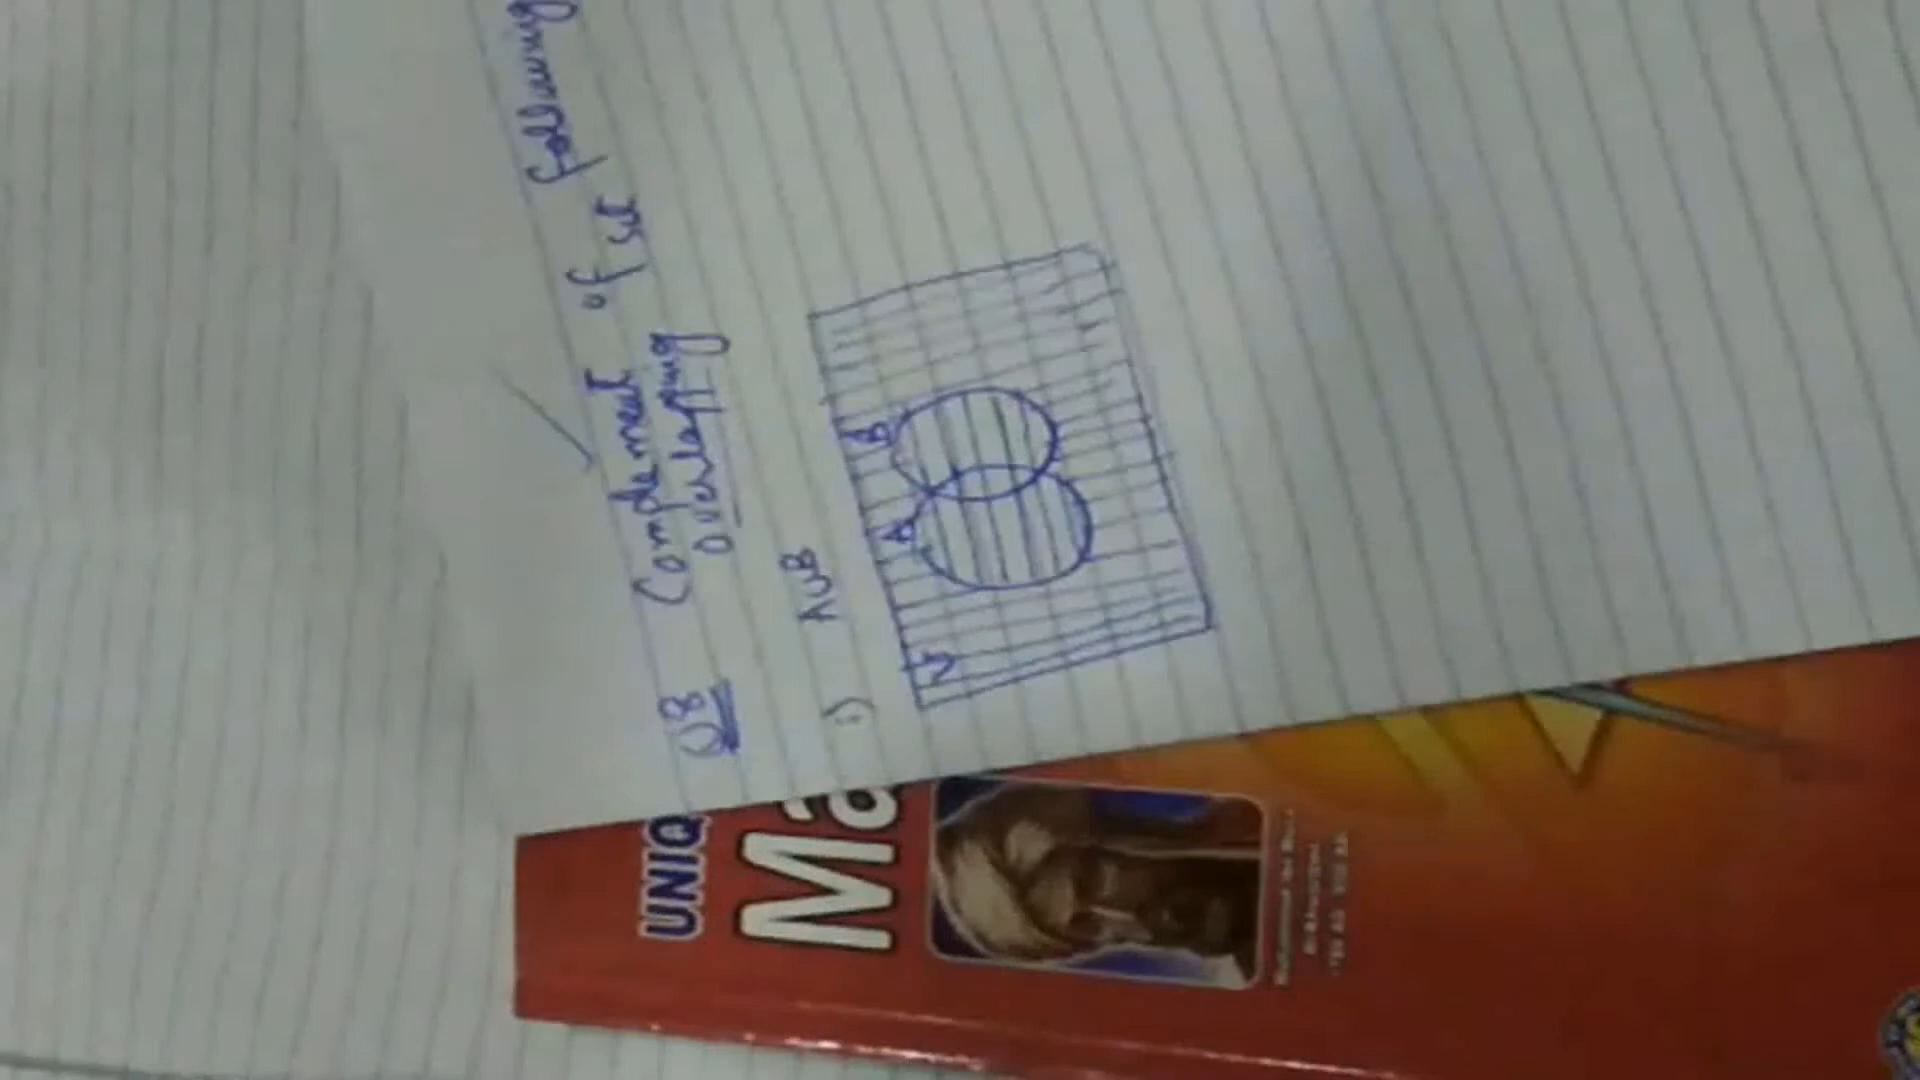 Q3 Complement of set following
overlapping
i) AUB
A B
UNIQ
Ma